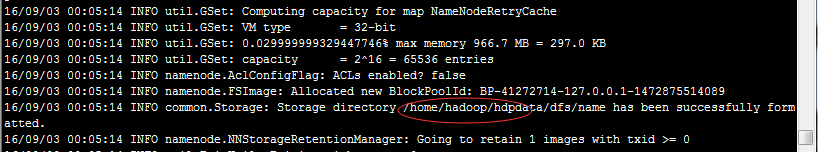 16/09/03 00:05:14 INFO util.GSet: Computing capacity for map NameNodeRetryCache
16/09/03 00:05:14 INFO util.GSet: VM type       = 32-bit
16/09/03 00:05:14 INFO util.GSet: 0.029999999329447746% max memory 966.7 MB = 297.0 KB
16/09/03 00:05:14 INFO util.GSet: capacity      = 2^16 = 65536 entries
16/09/03 00:05:14 INFO namenode.AclConfigFlag: ACLs enabled? false
16/09/03 00:05:14 INFO namenode.FSImage: Allocated new BlockPoolId: BP-41272714-127.0.0.1-1472875514089
16/09/03 00:05:14 INFO common.Storage: Storage directory /home/hadoop/hdpdata/dfs/name has been successfully form
atted.
16/09/03 00:05:14 INFO namenode.NNStorageRetentionManager: Going to retain 1 images with txid >= 0